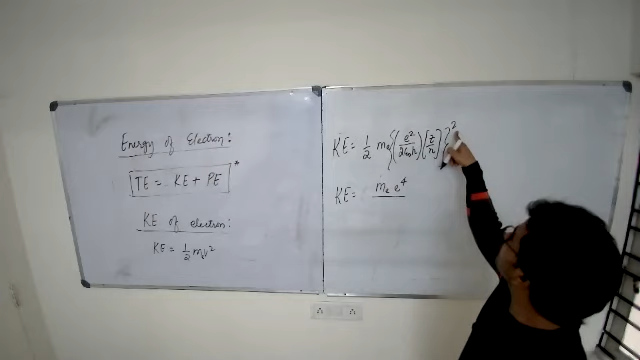 Energy of Electron:
TE = KE + PE *
KE of electron:
KE = 1/2 mₑv²
KE = 1/2 mₑ{(e²/2ε₀h)[z/n]}²
KE = mₑ e⁴